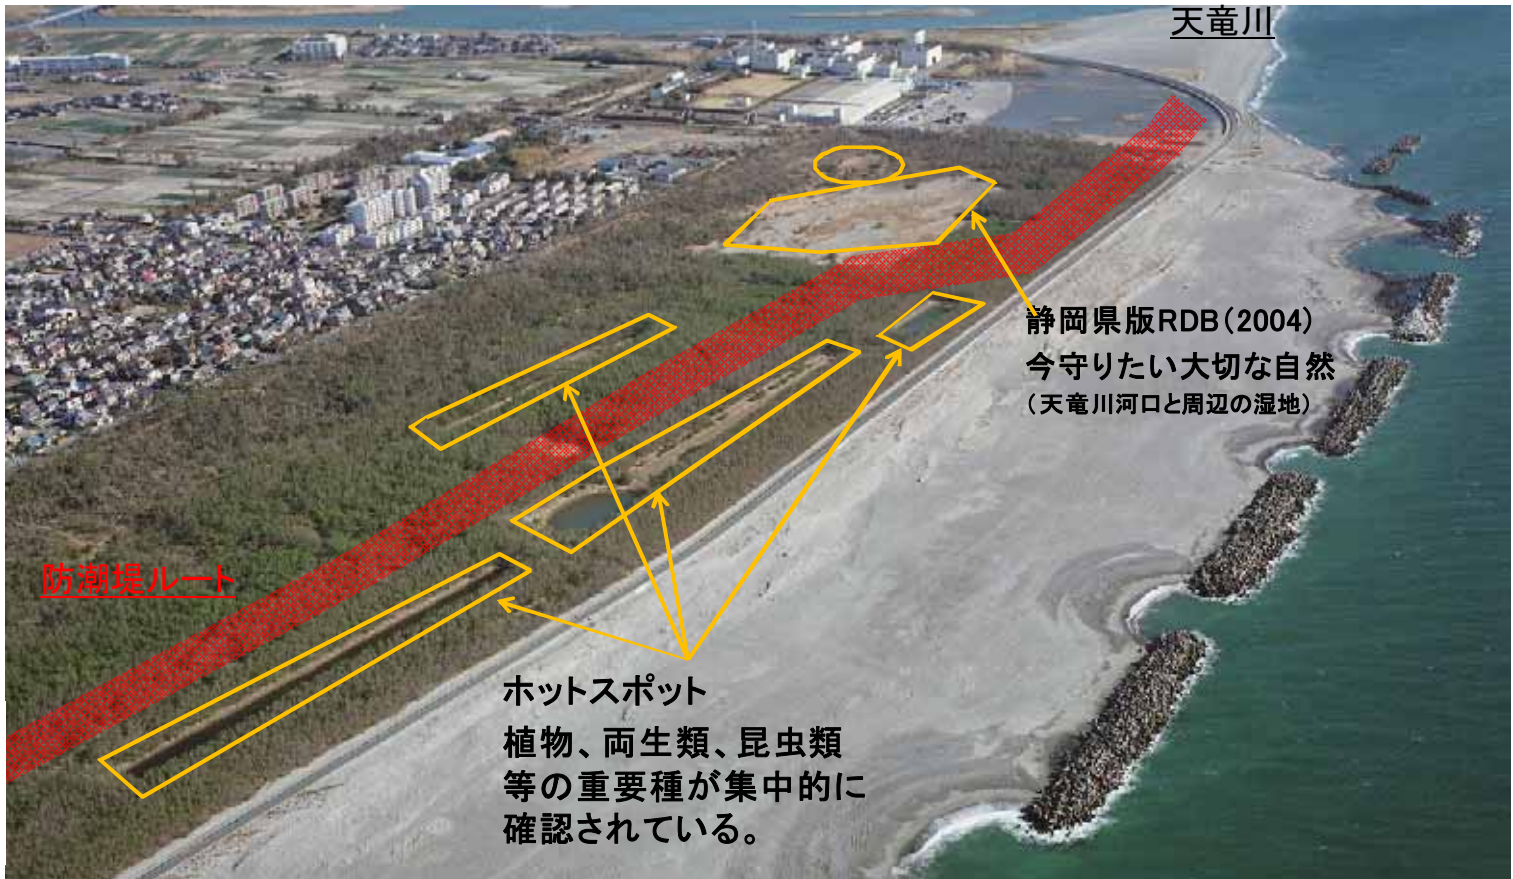 天竜川
静岡県版RDB(2004)
今守りたい大切な自然
(天竜川河口と周辺の湿地)
防潮堤ルート
ホットスポット
植物、両生類、昆虫類
等の重要種が集中的に
確認されている。